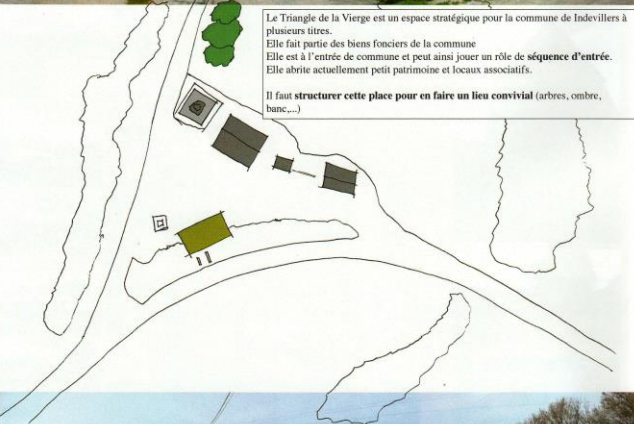 Le Triangle de la Vierge est un espace stratégique pour la commune de Indevillers à
plusieurs titres.
Elle fait partie des biens fonciers de la commune
Elle est à l'entrée de commune et peut ainsi jouer un rôle de séquence d'entrée.
Elle abrite actuellement petit patrimoine et locaux associatifs.
Il faut structurer cette place pour en faire un lieu convivial (arbres, ombre,
banc,...)